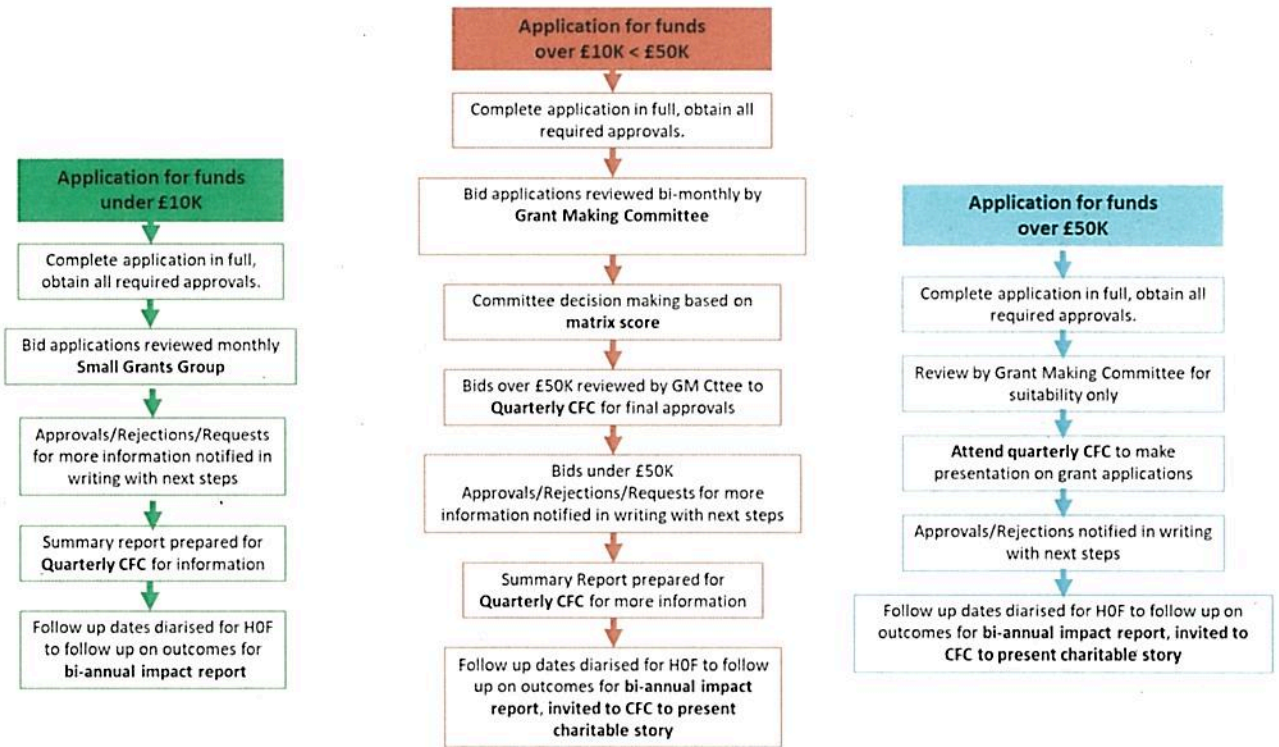 Application for funds
under £10K
Complete application in full,
obtain all required approvals.
Bid applications reviewed monthly
Small Grants Group
Approvals/Rejections/Requests
for more information notified in
writing with next steps
Summary report prepared for
Quarterly CFC for information
Follow up dates diarised for H0F
to follow up on outcomes for
bi-annual impact report
Application for funds
over £10K < £50K
Complete application in full, obtain all
required approvals.
Bid applications reviewed bi-monthly by
Grant Making Committee
Committee decision making based on
matrix score
Bids over £50K reviewed by GM Cttee to
Quarterly CFC for final approvals
Bids under £50K
Approvals/Rejections/Requests for more
information notified in writing with next steps
Summary Report prepared for
Quarterly CFC for more information
Follow up dates diarised for H0F to follow
up on outcomes for bi-annual impact
report, invited to CFC to present
charitable story
Application for funds
over £50K
Complete application in full, obtain all
required approvals.
Review by Grant Making Committee for
suitability only
Attend quarterly CFC to make
presentation on grant applications
Approvals/Rejections notified in writing
with next steps
Follow up dates diarised for H0F to follow up on
outcomes for bi-annual impact report, invited to
CFC to present charitable story